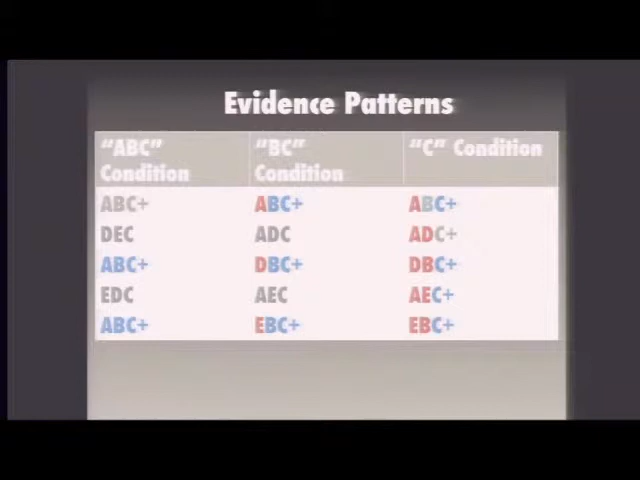 Evidence Patterns
"ABC" Condition
"BC" Condition
"C" Condition
ABC+ ABC+ ABC+
DEC ADC ADC+
ABC+ DBC+ DBC+
EDC AEC AEC+
ABC+ EBC+ EBC+